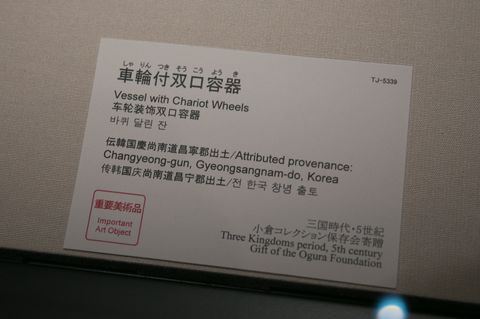 TJ-5339
しゃ りん つき そう こう よう き
車輪付双口容器
Vessel with Chariot Wheels
车轮装饰双口容器
바퀴 달린 잔
伝韓国慶尚南道昌寧郡出土/Attributed provenance:
Changyeong-gun, Gyeongsangnam-do, Korea
传韩国庆尚南道昌宁郡出土/전 한국 창녕 출토
重要美術品
Important
Art Object
三国時代・5世紀
小倉コレクション保存会寄贈
Three Kingdoms period, 5th century
Gift of the Ogura Foundation